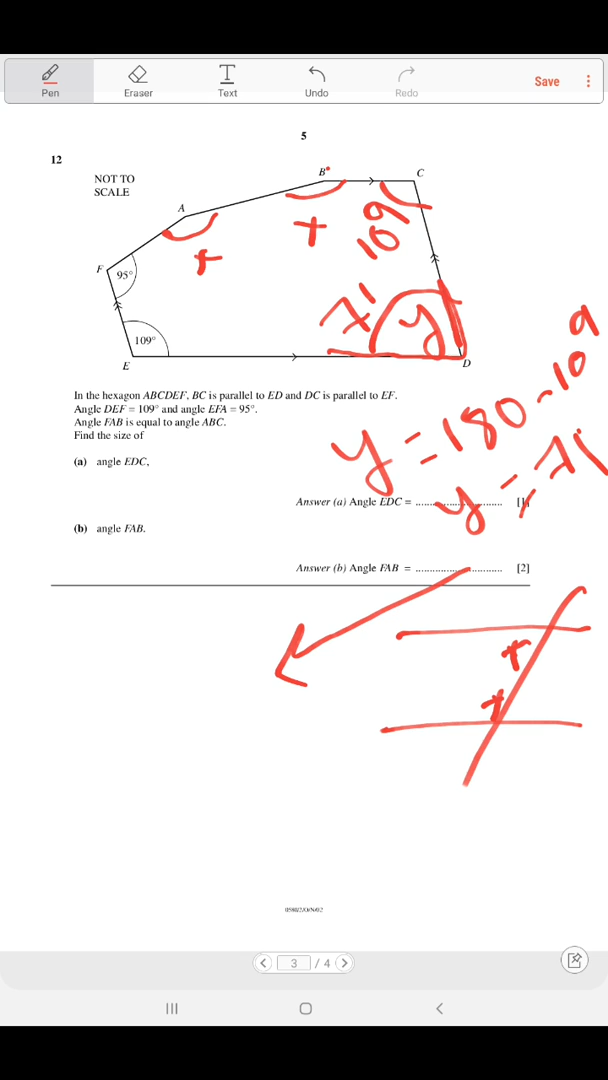 Pen
Eraser
Text
Undo
Redo
Save
5
12
NOT TO
SCALE
A
B
C
F
95°
109°
E
D
x
x
109
71
y
y = 180 - 109
y = 71
In the hexagon ABCDEF, BC is parallel to ED and DC is parallel to EF.
Angle DEF = 109° and angle EFA = 95°.
Angle FAB is equal to angle ABC.
Find the size of
(a) angle EDC,
Answer (a) Angle EDC = .......................... [1]
(b) angle FAB.
Answer (b) Angle FAB = .......................... [2]
x
x
0580/2/O/N/02
3 / 4